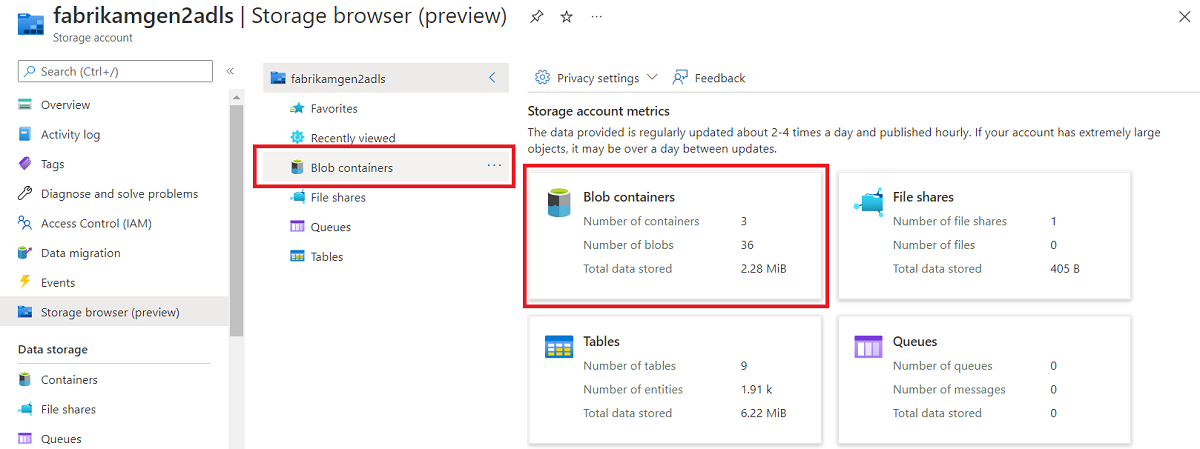 fabrikamgen2adls | Storage browser (preview)
Storage account
Search (Ctrl+/)
Overview
Activity log
Tags
Diagnose and solve problems
Access Control (IAM)
Data migration
Events
Storage browser (preview)
Data storage
Containers
File shares
Queues
fabrikamgen2adls
Favorites
Recently viewed
Blob containers
File shares
Queues
Tables
Privacy settings
Feedback
Storage account metrics
The data provided is regularly updated about 2-4 times a day and published hourly. If your account has extremely large
objects, it may be over a day between updates.
Blob containers
Number of containers 3
Number of blobs 36
Total data stored 2.28 MiB
File shares
Number of file shares 1
Number of files 0
Total data stored 405 B
Tables
Number of tables 9
Number of entities 1.91 k
Total data stored 6.22 MiB
Queues
Number of queues 0
Number of messages 0
Total data stored 0